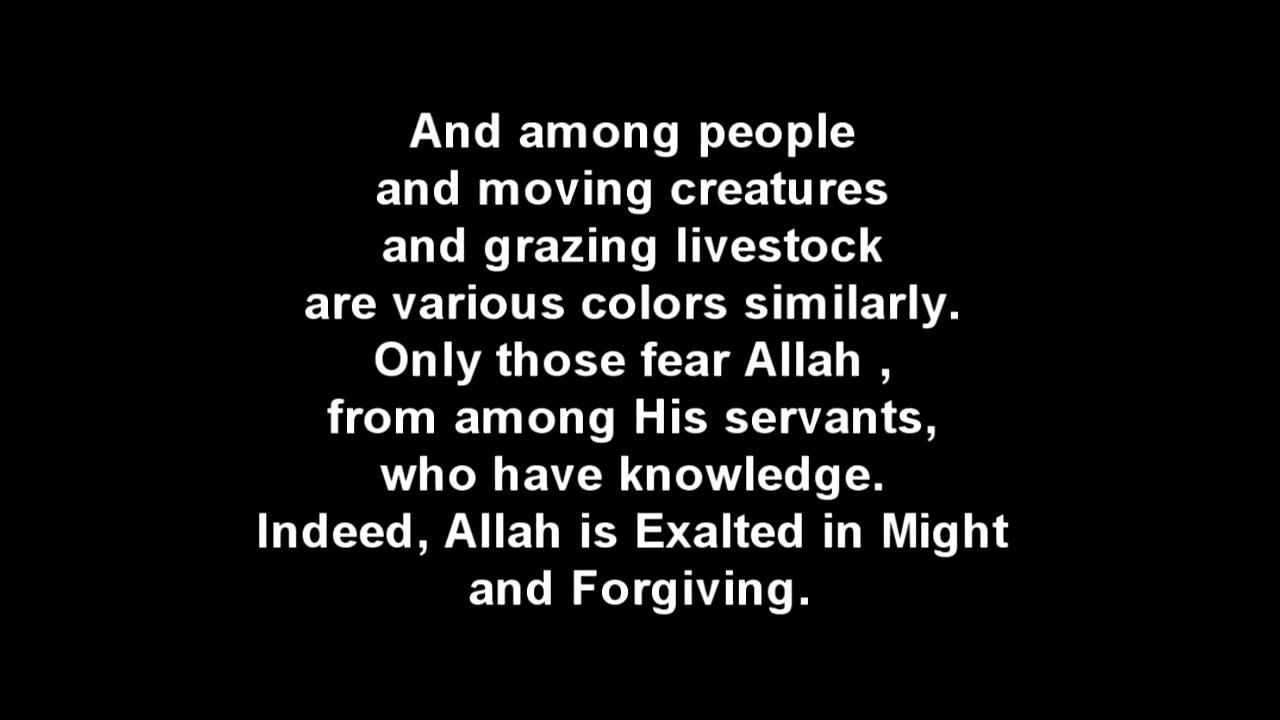 And among people
and moving creatures
and grazing livestock
are various colors similarly.
Only those fear Allah ,
from among His servants,
who have knowledge.
Indeed, Allah is Exalted in Might
and Forgiving.